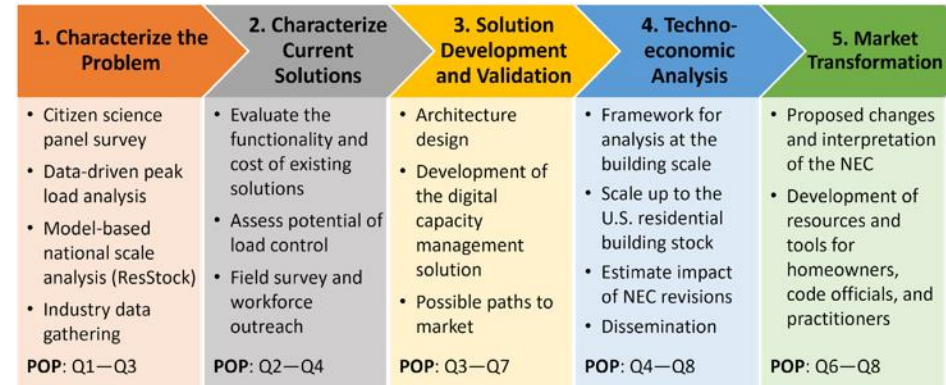 1. Characterize the
Problem
• Citizen science
panel survey
• Data-driven peak
load analysis
• Model-based
national scale
analysis (ResStock)
• Industry data
gathering
POP: Q1—Q3
2. Characterize
Current
Solutions
• Evaluate the
functionality and
cost of existing
solutions
• Assess potential of
load control
• Field survey and
workforce
outreach
POP: Q2—Q4
3. Solution
Development
and Validation
• Architecture
design
• Development of
the digital
capacity
management
solution
• Possible paths to
market
POP: Q3—Q7
4. Techno-
economic
Analysis
• Framework for
analysis at the
building scale
• Scale up to the
U.S. residential
building stock
• Estimate impact
of NEC revisions
• Dissemination
POP: Q4—Q8
5. Market
Transformation
• Proposed changes
and interpretation
of the NEC
• Development of
resources and
tools for
homeowners,
code officials, and
practitioners
POP: Q6—Q8